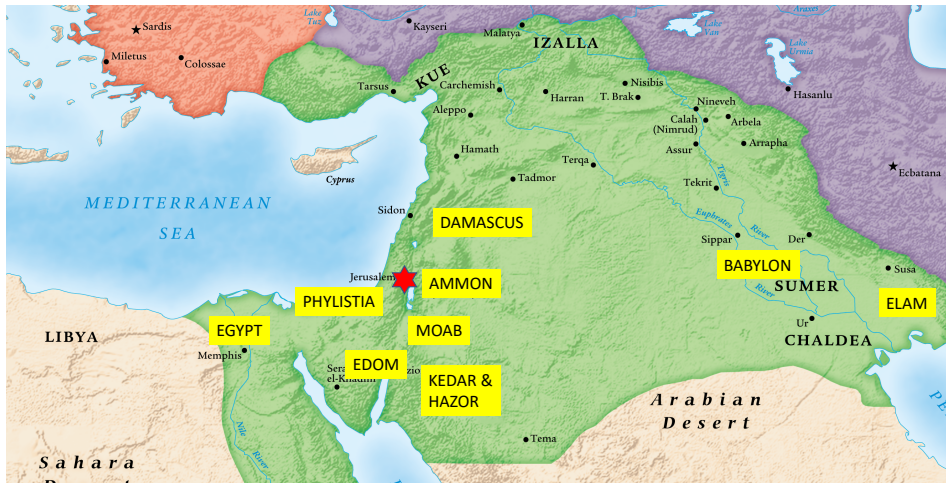 Sardis
Miletus
Colossae
Lake
Tuz
Kayseri
Malatya
IZALLA
KUE
Tarsus
Carchemish
Harran
Nisibis
T. Brak
Nineveh
Calah
(Nimrud)
Arbela
Assur
Arrapha
Lake
Van
Araxes
Lake
Urmia
Hasanlu
Ecbatana
Aleppo
Hamath
Tadmor
Terqa
Tekrit
Tigris
River
Euphrates
River
Cyprus
MEDITERRANEAN
SEA
Sidon
DAMASCUS
Sippar
Der
BABYLON
SUMER
Susa
ELAM
Ur
CHALDEA
Jerusalem
AMMON
PHYLISTIA
MOAB
EGYPT
Memphis
LIBYA
EDOM
el-Khadim
KEDAR &
HAZOR
Tema
Arabian
Desert
Nile
River
Sahara